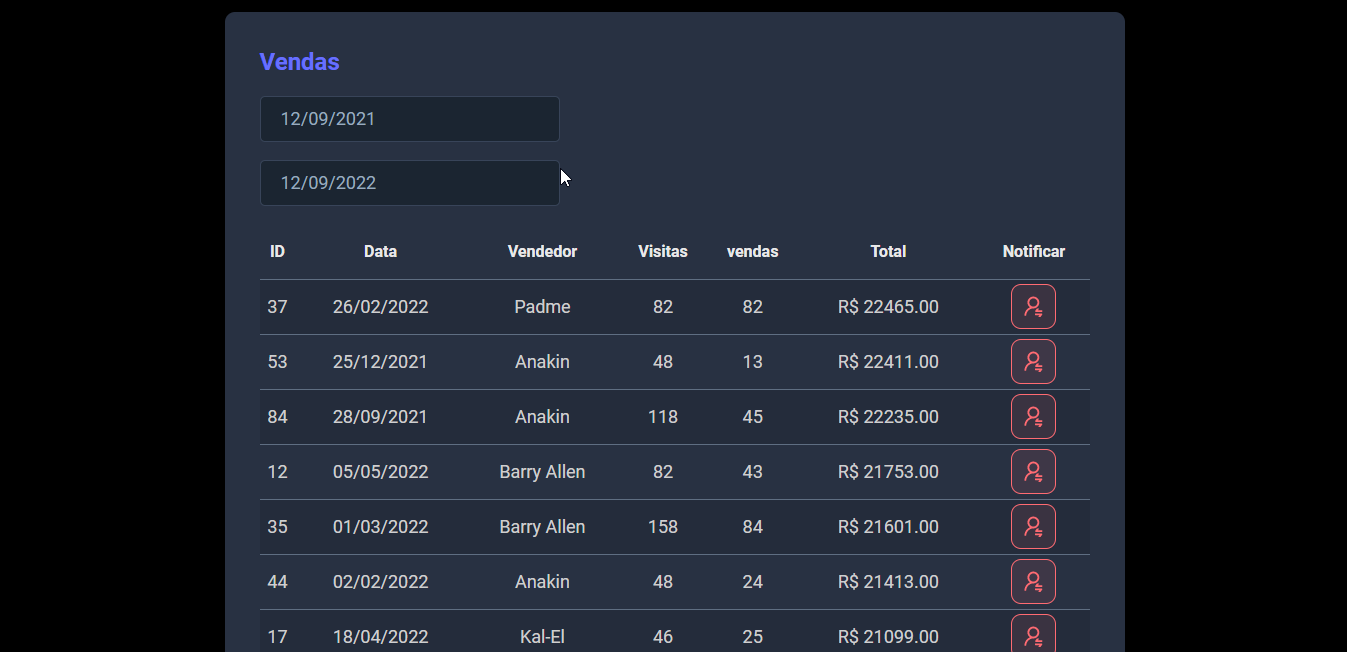 Vendas
12/09/2021
12/09/2022
ID Data Vendedor Visitas vendas Total Notificar
37 26/02/2022 Padme 82 82 R$ 22465.00
53 25/12/2021 Anakin 48 13 R$ 22411.00
84 28/09/2021 Anakin 118 45 R$ 22235.00
12 05/05/2022 Barry Allen 82 43 R$ 21753.00
35 01/03/2022 Barry Allen 158 84 R$ 21601.00
44 02/02/2022 Anakin 48 24 R$ 21413.00
17 18/04/2022 Kal-El 46 25 R$ 21099.00